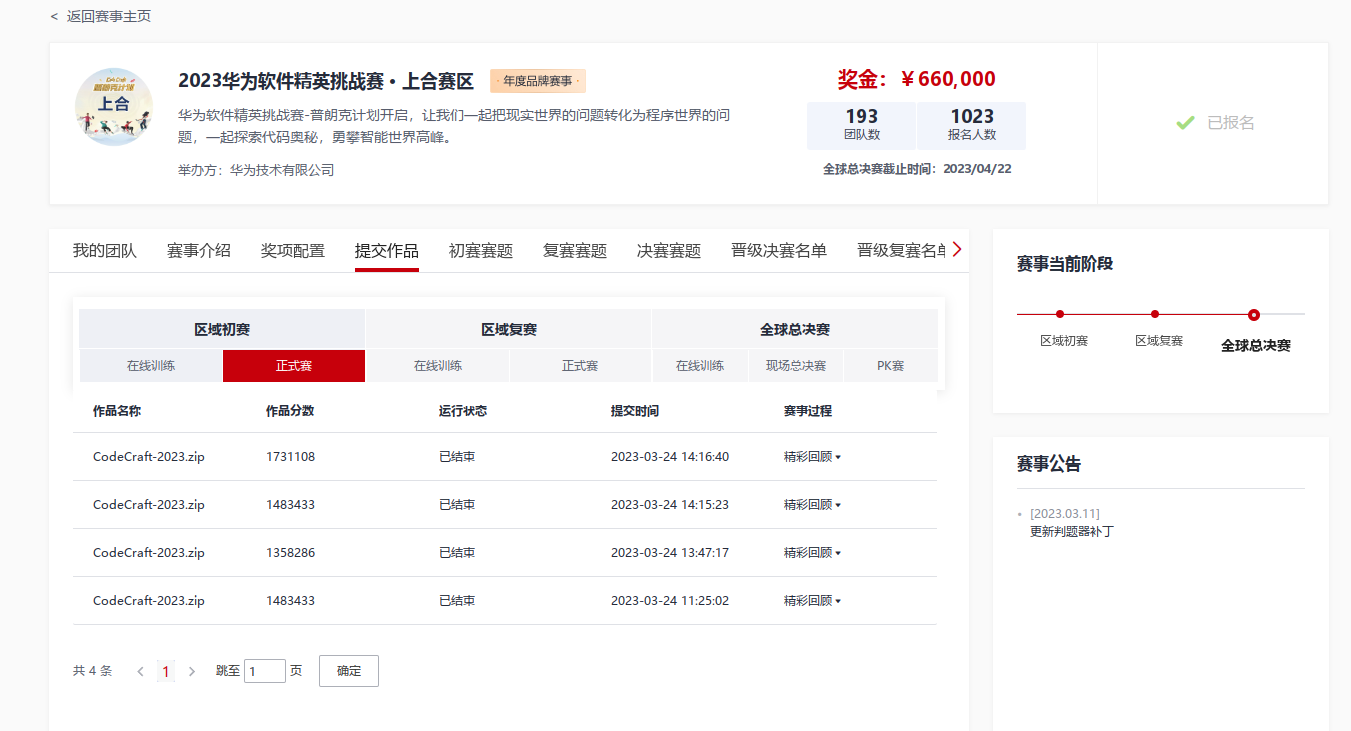 < 返回赛事主页
上合
2023华为软件精英挑战赛·上合赛区
· 年度品牌赛事 ·
华为软件精英挑战赛-普朗克计划开启，让我们一起把现实世界的问题转化为程序世界的问
题，一起探索代码奥秘，勇攀智能世界高峰。
举办方：华为技术有限公司
奖金：￥660,000
193 1023
团队数 报名人数
全球总决赛截止时间：2023/04/22
已报名
我的团队 赛事介绍 奖项配置 提交作品 初赛赛题 复赛赛题 决赛赛题 晋级决赛名单 晋级复赛名单
区域初赛 区域复赛 全球总决赛
在线训练 正式赛 在线训练 正式赛 在线训练 现场总决赛 PK赛
作品名称 作品分数 运行状态 提交时间 赛事过程
CodeCraft-2023.zip 1731108 已结束 2023-03-24 14:16:40 精彩回顾
CodeCraft-2023.zip 1483433 已结束 2023-03-24 14:15:23 精彩回顾
CodeCraft-2023.zip 1358286 已结束 2023-03-24 13:47:17 精彩回顾
CodeCraft-2023.zip 1483433 已结束 2023-03-24 11:25:02 精彩回顾
共 4 条 < 1 > 跳至 1 页 确定
赛事当前阶段
区域初赛 区域复赛 全球总决赛
赛事公告
• [2023.03.11]
更新判题器补丁